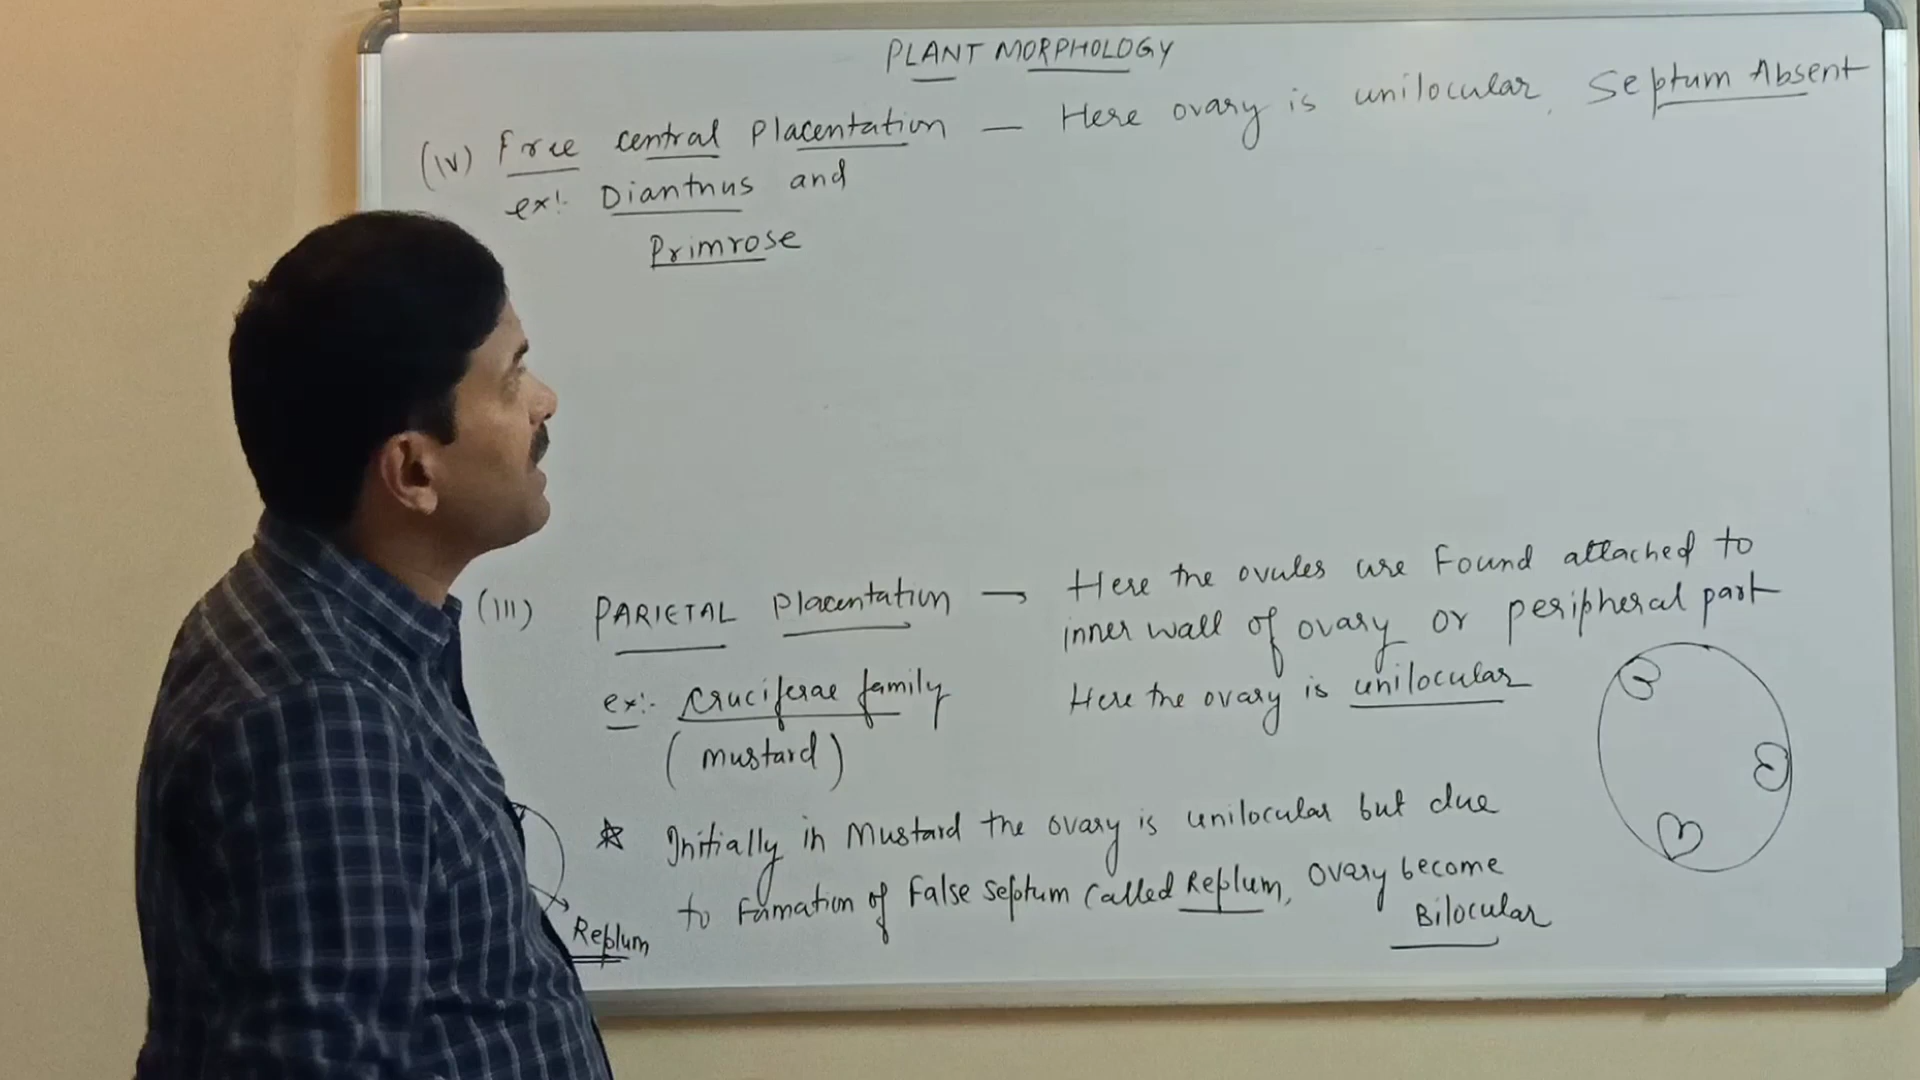 PLANT MORPHOLOGY
(iv) Free central Placentation — Here ovary is unilocular, Septum Absent
ex:- Dianthus and
Primrose
(III) PARIETAL Placentation → Here the ovules are found attached to
inner wall of ovary or peripheral part
ex:- Cruciferae family
Here the ovary is unilocular
(mustard)
☆ Initially in Mustard the ovary is unilocular but due
to formation of false septum called Replum, ovary become
Bilocular
Replum